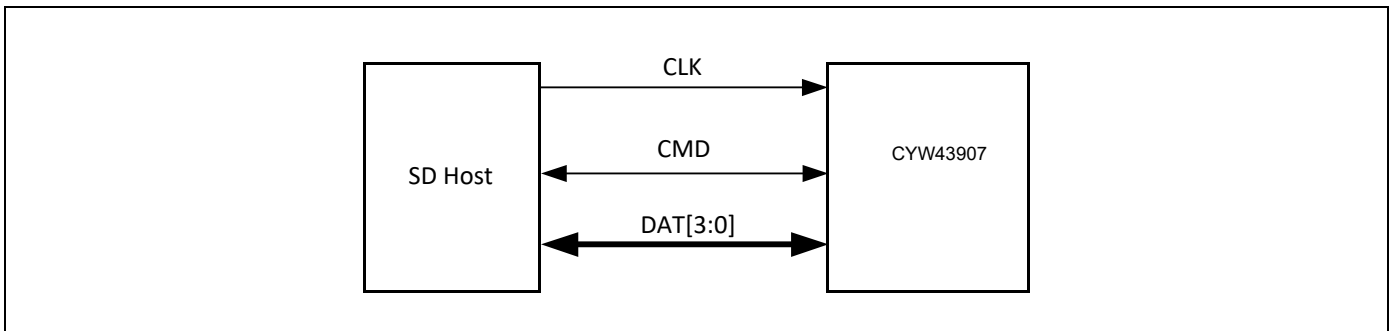 CLK
CMD
SD Host
CYW43907
DAT[3:0]